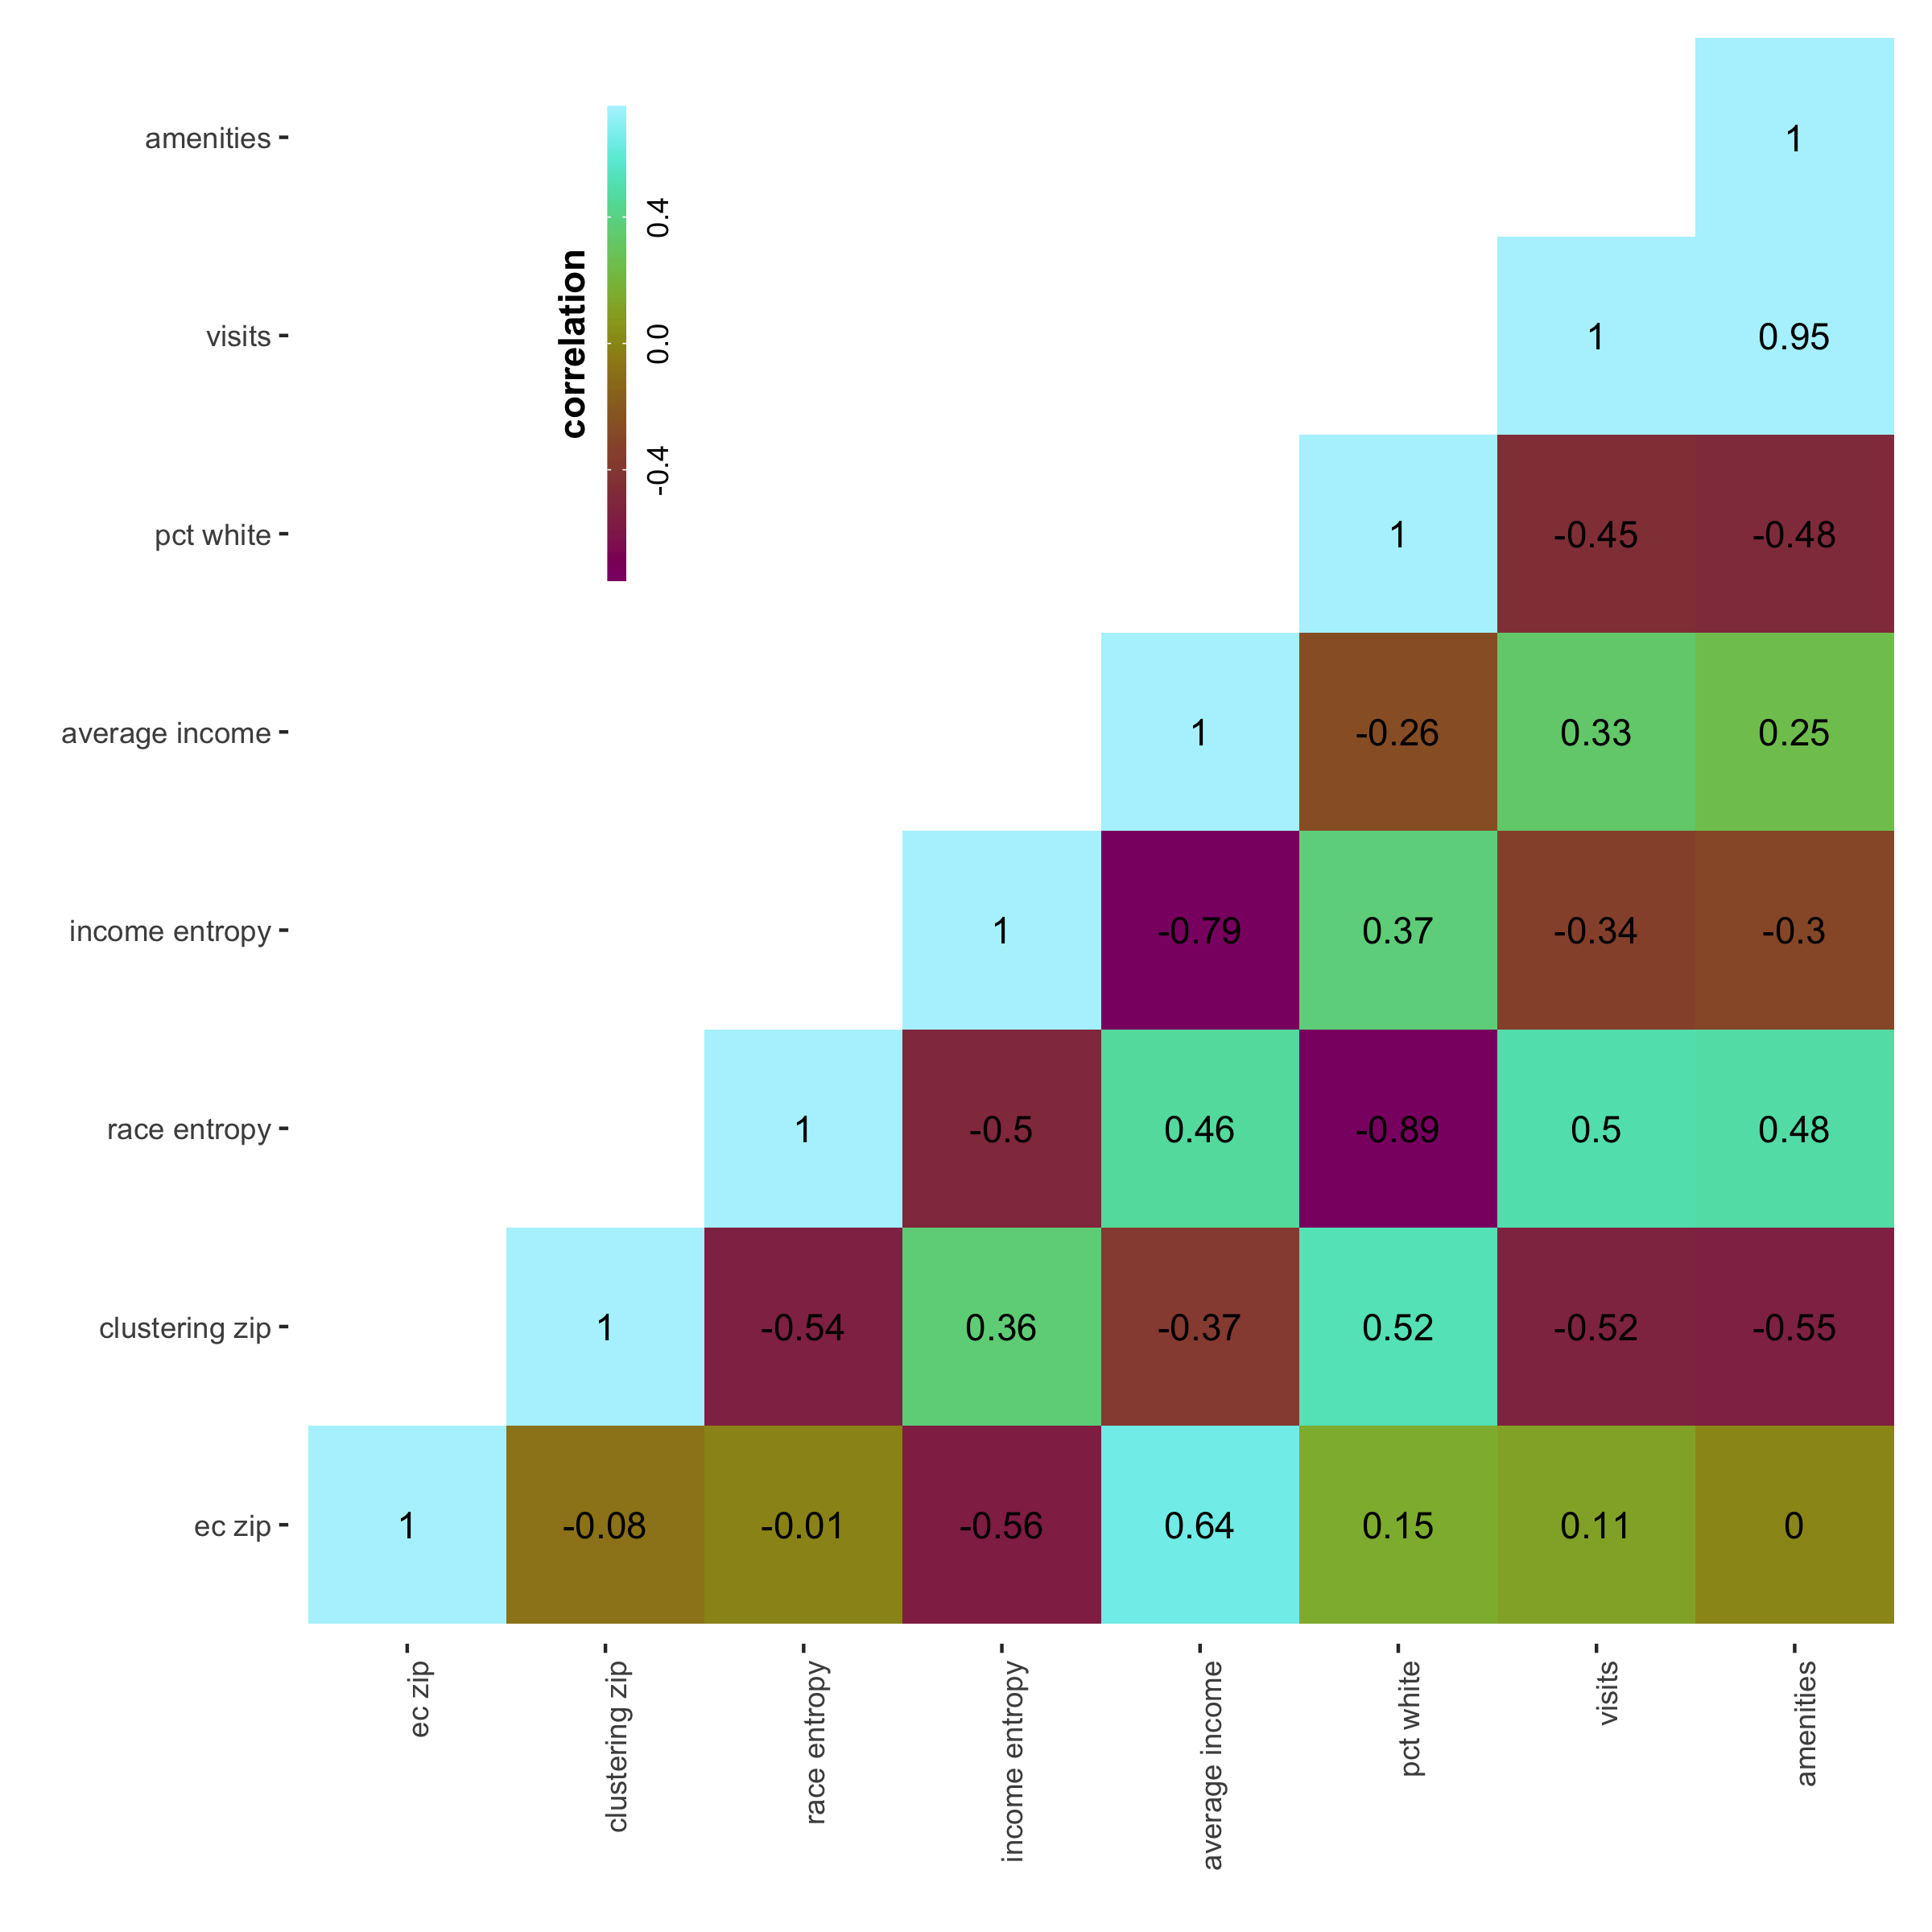 amenities
1
visits
1 0.95
pct white
1 -0.45 -0.48
average income
1 -0.26 0.33 0.25
income entropy
1 -0.79 0.37 -0.34 -0.3
race entropy
1 -0.5 0.46 -0.89 0.5 0.48
clustering zip
1 -0.54 0.36 -0.37 0.52 -0.52 -0.55
ec zip
1 -0.08 -0.01 -0.56 0.64 0.15 0.11 0
correlation
-0.4
0.0
0.4
ec zip
clustering zip
race entropy
income entropy
average income
pct white
visits
amenities